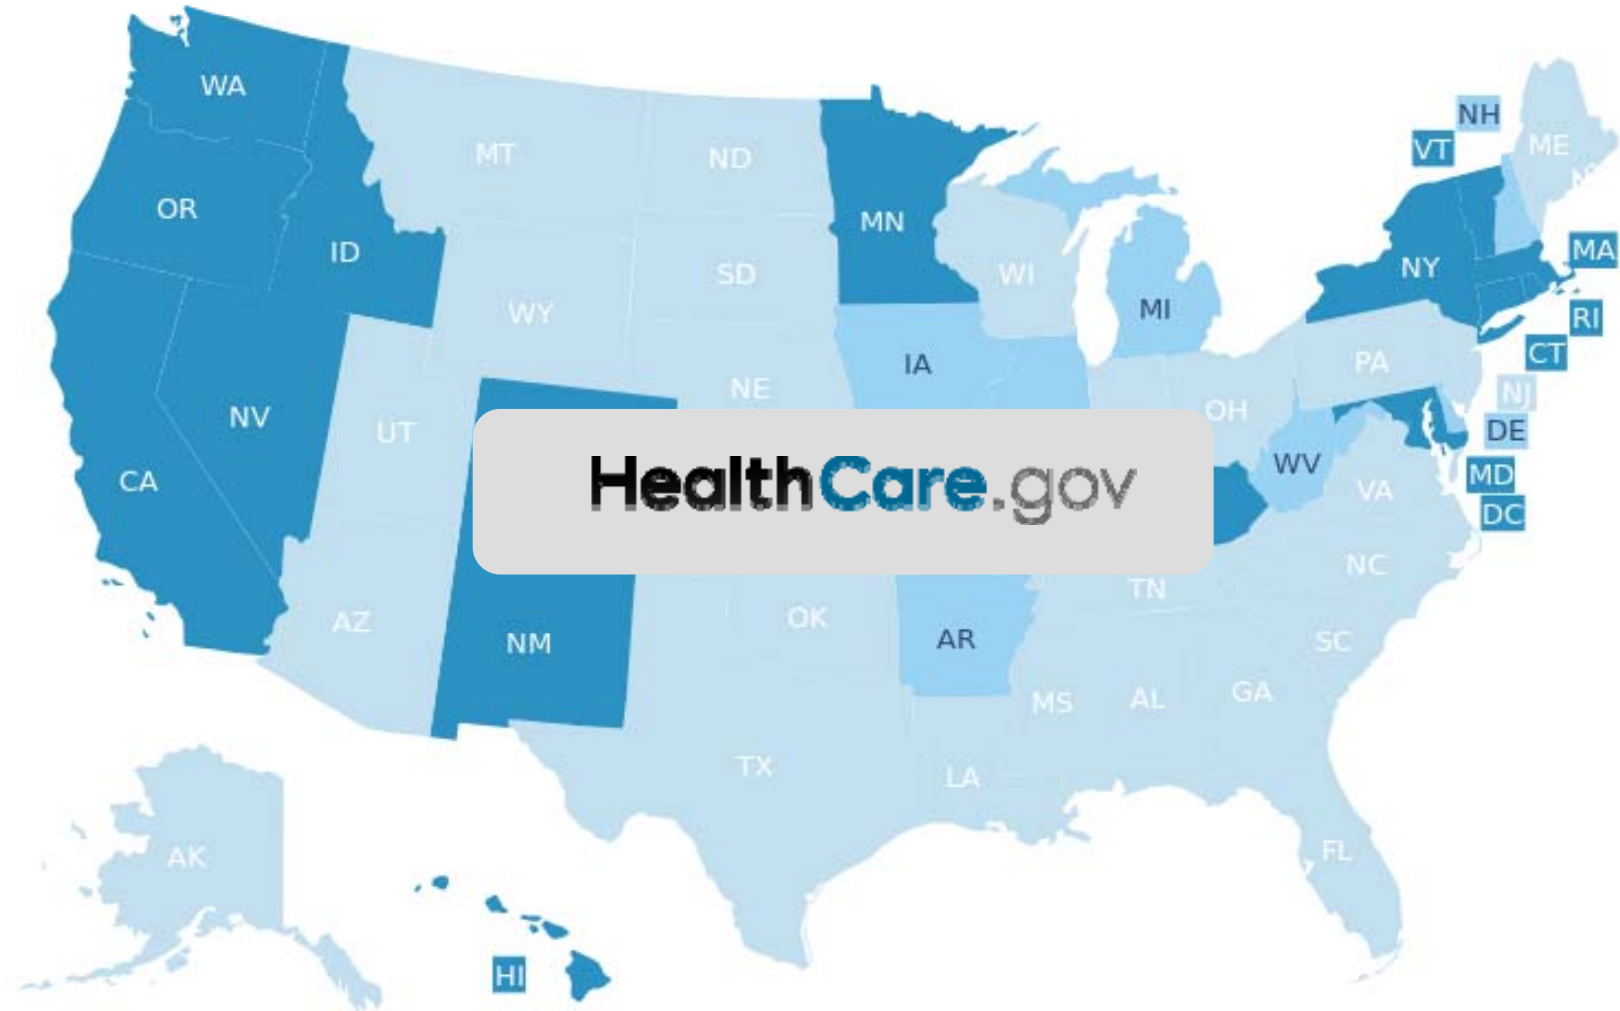 WA
MT
ND
MN
OR
ID
SD
WI
MI
WY
IA
NE
NV
UT
CA
OH
PA
NY
NH
VT
ME
MA
RI
CT
NJ
DE
MD
DC
WV
VA
HealthCare.gov
AZ
NM
OK
AR
TN
NC
SC
MS
AL
GA
TX
LA
FL
AK
HI